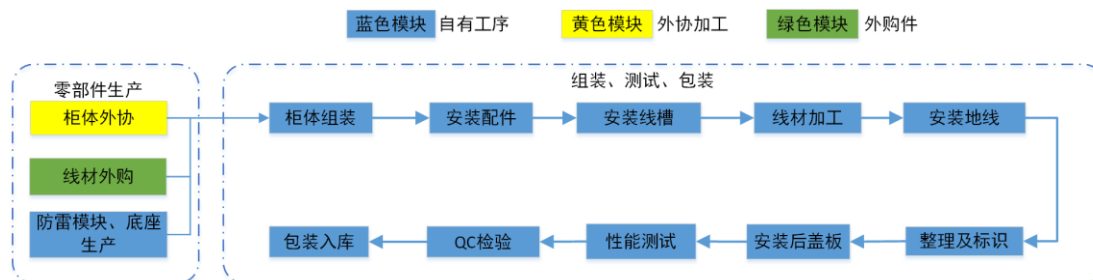 蓝色模块 自有工序 黄色模块 外协加工 绿色模块 外购件
零部件生产
组装、测试、包装
柜体外协
柜体组装
安装配件
安装线槽
线材加工
安装地线
线材外购
防雷模块、底座
生产
包装入库
QC检验
性能测试
安装后盖板
整理及标识